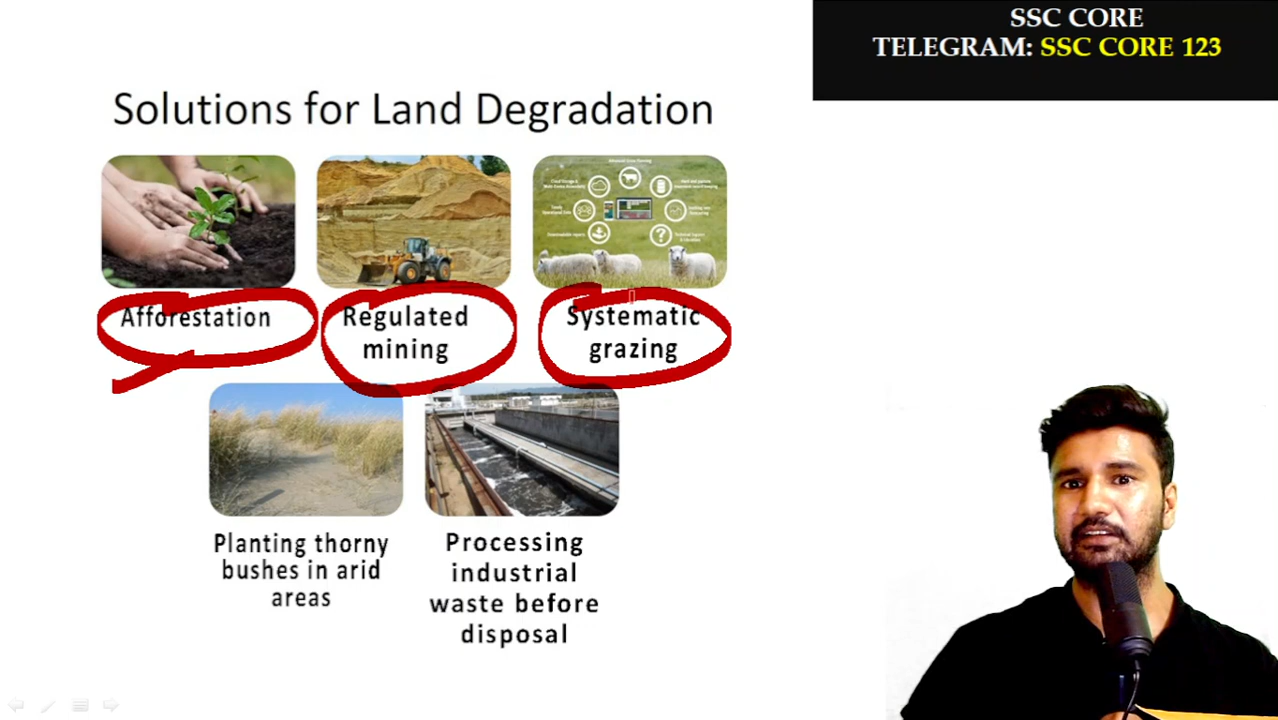 SSC CORE
TELEGRAM: SSC CORE 123
Solutions for Land Degradation
Afforestation
Regulated
mining
Systematic
grazing
Planting thorny
bushes in arid
areas
Processing
industrial
waste before
disposal